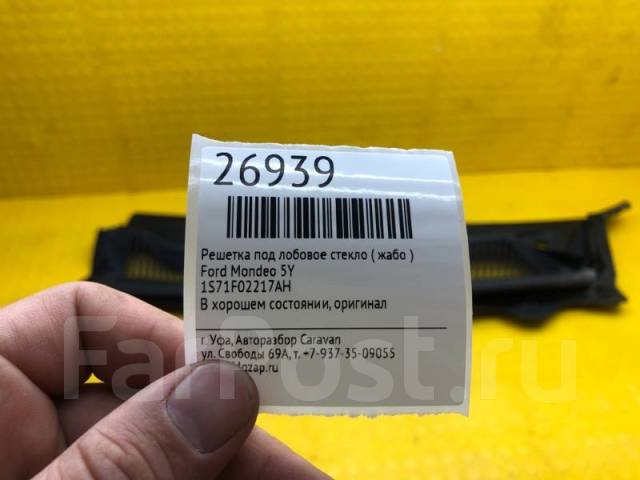 26939
Решетка под лобовое стекло ( жабо )
Ford Mondeo 5Y
1S71F02217AH
В хорошем состоянии, оригинал
г. Уфа, Авторазбор Caravan
ул. Свободы 69А, т. +7-937-35-09055
FarPost.ru